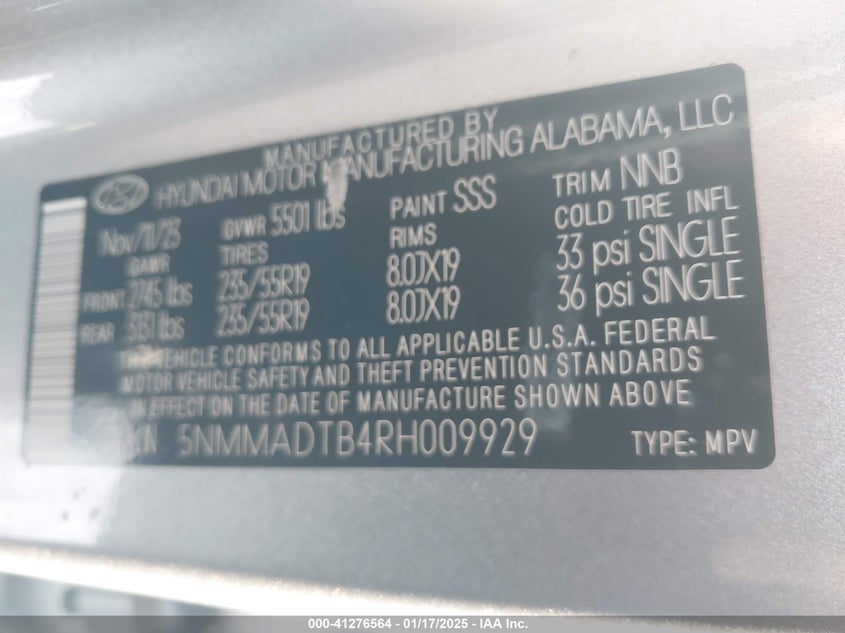 MANUFACTURED BY
HYUNDAI MOTOR MANUFACTURING ALABAMA, LLC
Nov/11/23 GVWR 5501 lbs PAINT SSS TRIM NNB
GAWR TIRES RIMS COLD TIRE INFL
FRONT 2745 lbs 235/55R19 8.0JX19 33 psi SINGLE
REAR 3131 lbs 235/55R19 8.0JX19 36 psi SINGLE
THIS VEHICLE CONFORMS TO ALL APPLICABLE U.S.A. FEDERAL
MOTOR VEHICLE SAFETY AND THEFT PREVENTION STANDARDS
IN EFFECT ON THE DATE OF MANUFACTURE SHOWN ABOVE
5NMMADTB4RH009929 TYPE: MPV
000-41276564 - 01/17/2025 - IAA Inc.